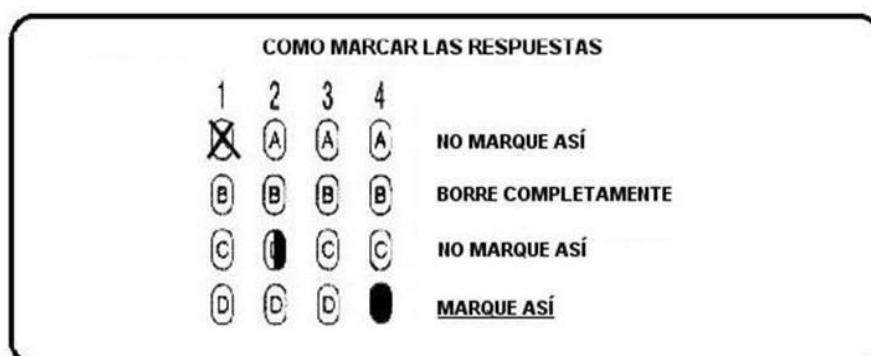 COMO MARCAR LAS RESPUESTAS
1 2 3 4
A A A NO MARQUE ASÍ
B B B B BORRE COMPLETAMENTE
C C C NO MARQUE ASÍ
D D D MARQUE ASÍ